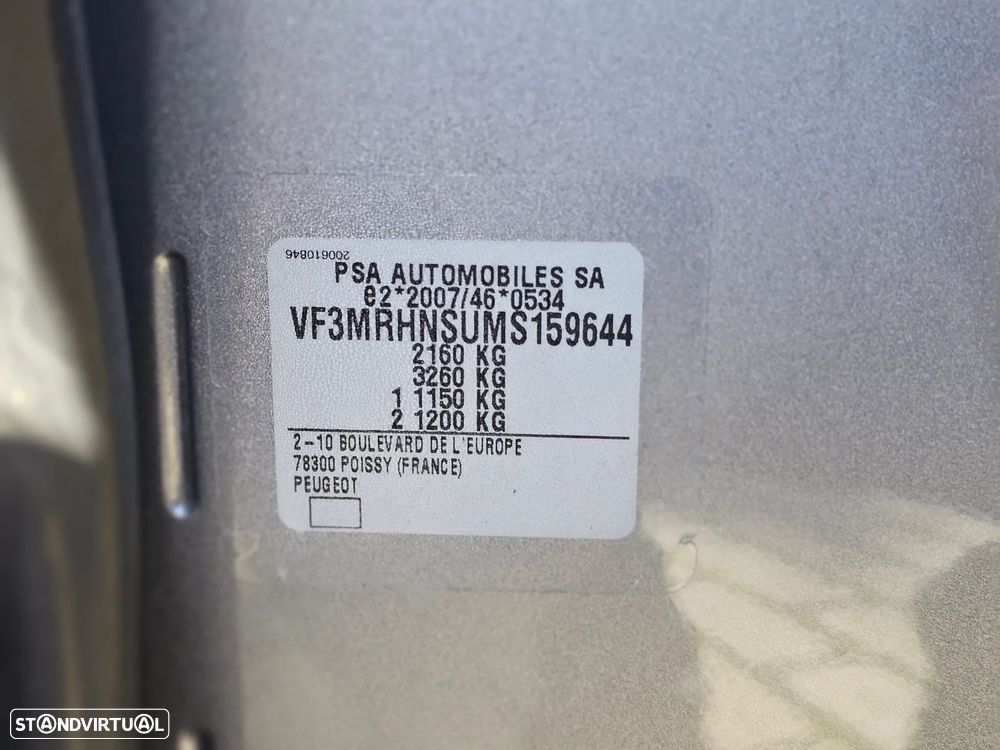 200610846
PSA AUTOMOBILES SA
e2*2007/46*0534
VF3MRHNSUMS159644
2160 KG
3260 KG
1 1150 KG
2 1200 KG
2-10 BOULEVARD DE L'EUROPE
78300 POISSY (FRANCE)
PEUGEOT
STANDVIRTUAL